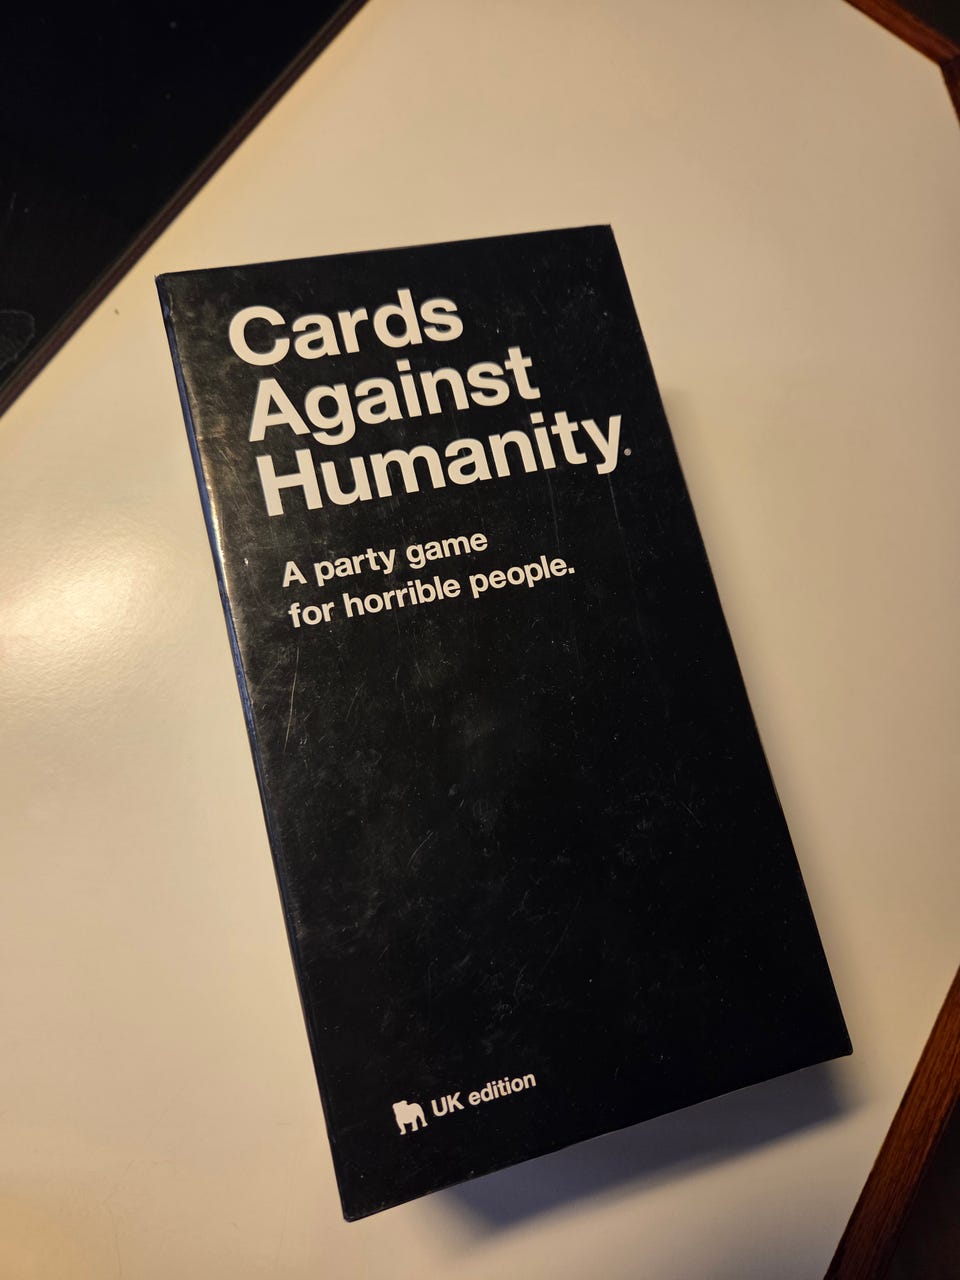 Cards
Against
Humanity®
A party game
for horrible people.
UK edition